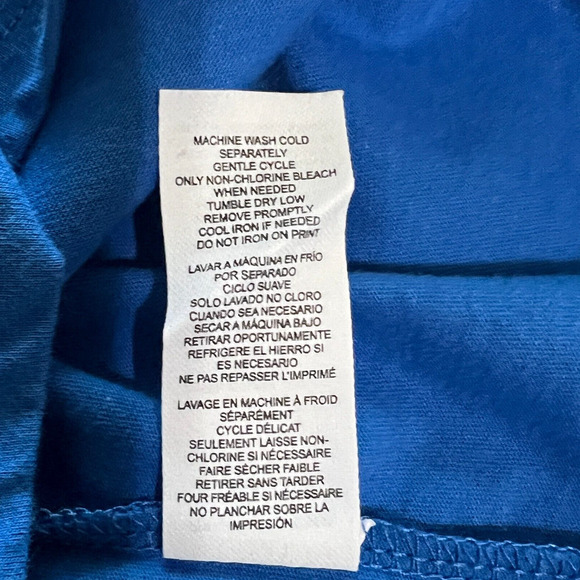 MACHINE WASH COLD
SEPARATELY
GENTLE CYCLE
ONLY NON-CHLORINE BLEACH
WHEN NEEDED
TUMBLE DRY LOW
REMOVE PROMPTLY
COOL IRON IF NEEDED
DO NOT IRON ON PRINT
LAVAR A MÁQUINA EN FRÍO
POR SEPARADO
CICLO SUAVE
SOLO LAVADO NO CLORO
CUANDO SEA NECESARIO
SECAR A MÁQUINA BAJO
RETIRAR OPORTUNAMENTE
REFRIGERE EL HIERRO SI
ES NECESARIO
NE PAS REPASSER L'IMPRIMÉ
LAVAGE EN MACHINE À FROID
SÉPARÉMENT
CYCLE DÉLICAT
SEULEMENT LAISSE NON-
CHLORINE SI NÉCESSAIRE
FAIRE SÈCHER FAIBLE
RETIRER SANS TARDER
FOUR FRÉABLE SI NÉCESSAIRE
NO PLANCHAR SOBRE LA
IMPRESIÓN